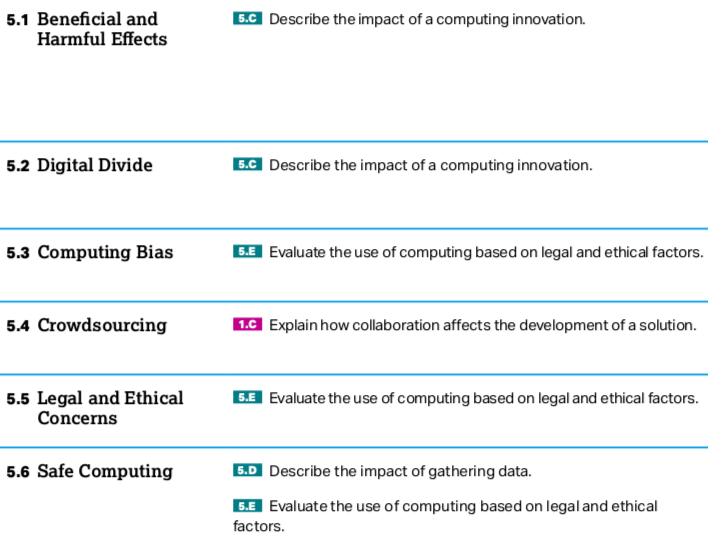 5.1 Beneficial and 5.C Describe the impact of a computing innovation.
Harmful Effects
5.2 Digital Divide 5.C Describe the impact of a computing innovation.
5.3 Computing Bias 5.E Evaluate the use of computing based on legal and ethical factors.
5.4 Crowdsourcing 1.C Explain how collaboration affects the development of a solution.
5.5 Legal and Ethical 5.E Evaluate the use of computing based on legal and ethical factors.
Concerns
5.6 Safe Computing 5.D Describe the impact of gathering data.
5.E Evaluate the use of computing based on legal and ethical
factors.